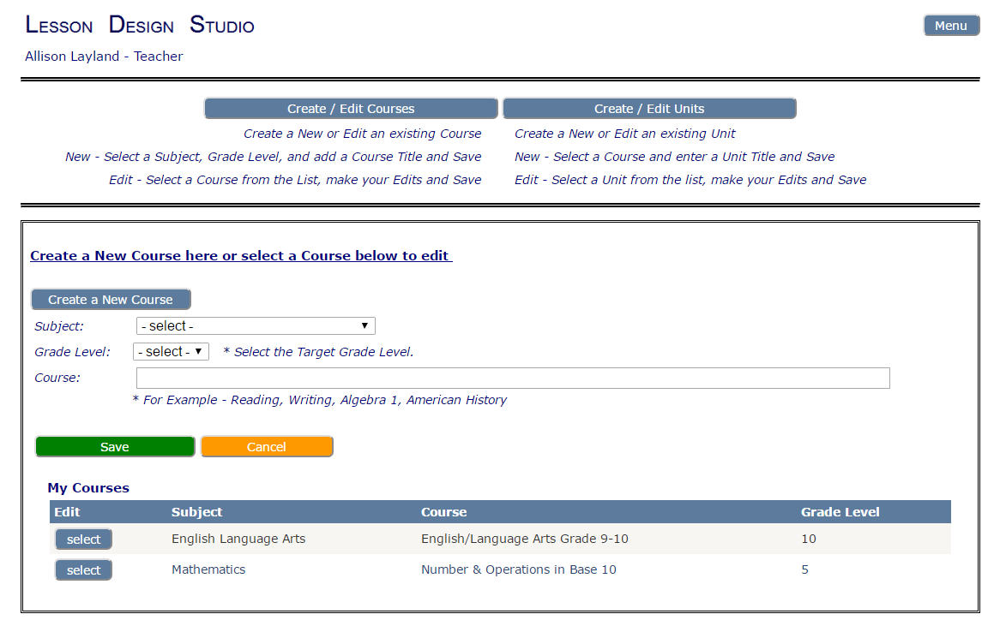 Lesson Design Studio
Menu
Allison Layland - Teacher
Create / Edit Courses
Create / Edit Units
Create a New or Edit an existing Course
Create a New or Edit an existing Unit
New - Select a Subject, Grade Level, and add a Course Title and Save
New - Select a Course and enter a Unit Title and Save
Edit - Select a Course from the List, make your Edits and Save
Edit - Select a Unit from the list, make your Edits and Save
Create a New Course here or select a Course below to edit
Create a New Course
Subject: - select -
Grade Level: - select - * Select the Target Grade Level.
Course:
* For Example - Reading, Writing, Algebra 1, American History
Save Cancel
My Courses
Edit Subject Course Grade Level
select English Language Arts English/Language Arts Grade 9-10 10
select Mathematics Number & Operations in Base 10 5